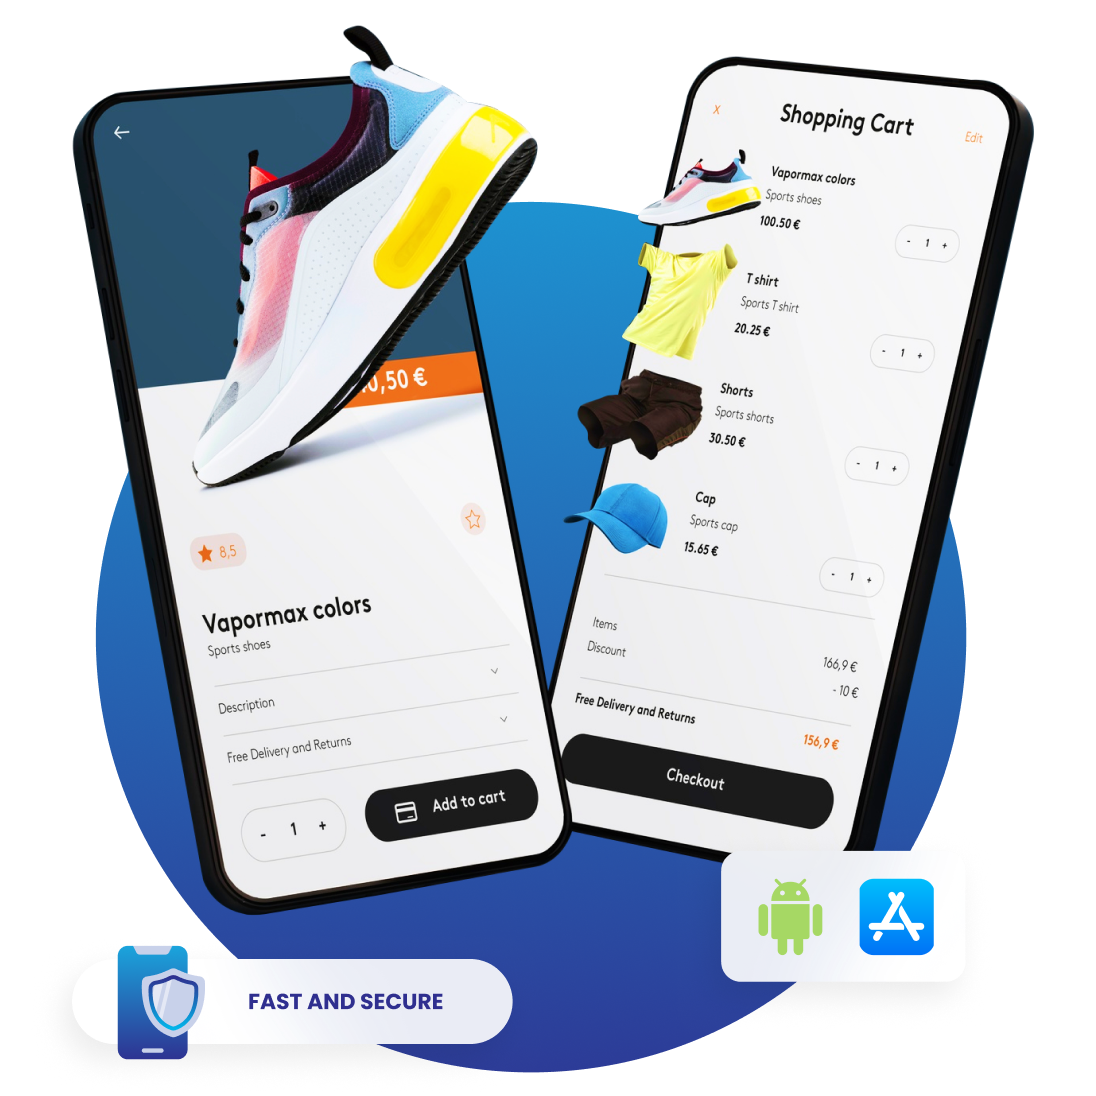 0,50 €
8,5
Vapormax colors
Sports shoes
Description
Free Delivery and Returns
- 1 +
Add to cart
x
Shopping Cart
Edit
Vapormax colors
Sports shoes
100.50 €
- 1 +
T shirt
Sports T shirt
20.25 €
- 1 +
Shorts
Sports shorts
30.50 €
- 1 +
Cap
Sports cap
15.65 €
- 1 +
Items
166,9 €
Discount
- 10 €
Free Delivery and Returns
156,9 €
Checkout
FAST AND SECURE